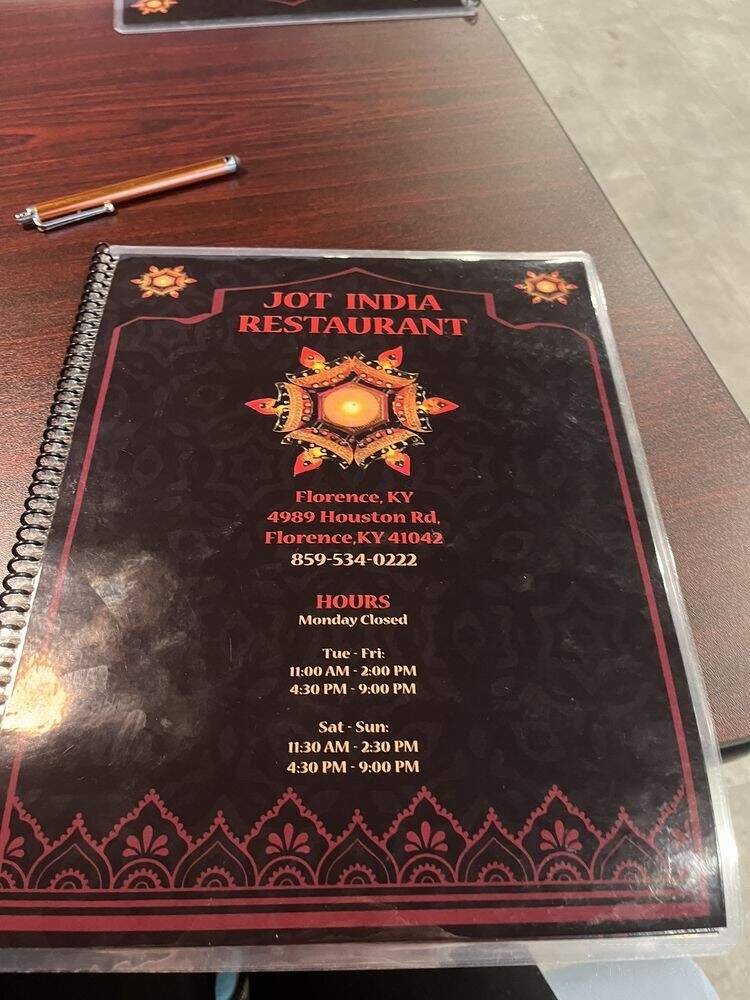 JOT INDIA
RESTAURANT
Florence, KY
4989 Houston Rd,
Florence,KY 41042
859-534-0222
HOURS
Monday Closed
Tue - Fri:
11:00 AM - 2:00 PM
4:30 PM - 9:00 PM
Sat - Sun:
11:30 AM - 2:30 PM
4:30 PM - 9:00 PM